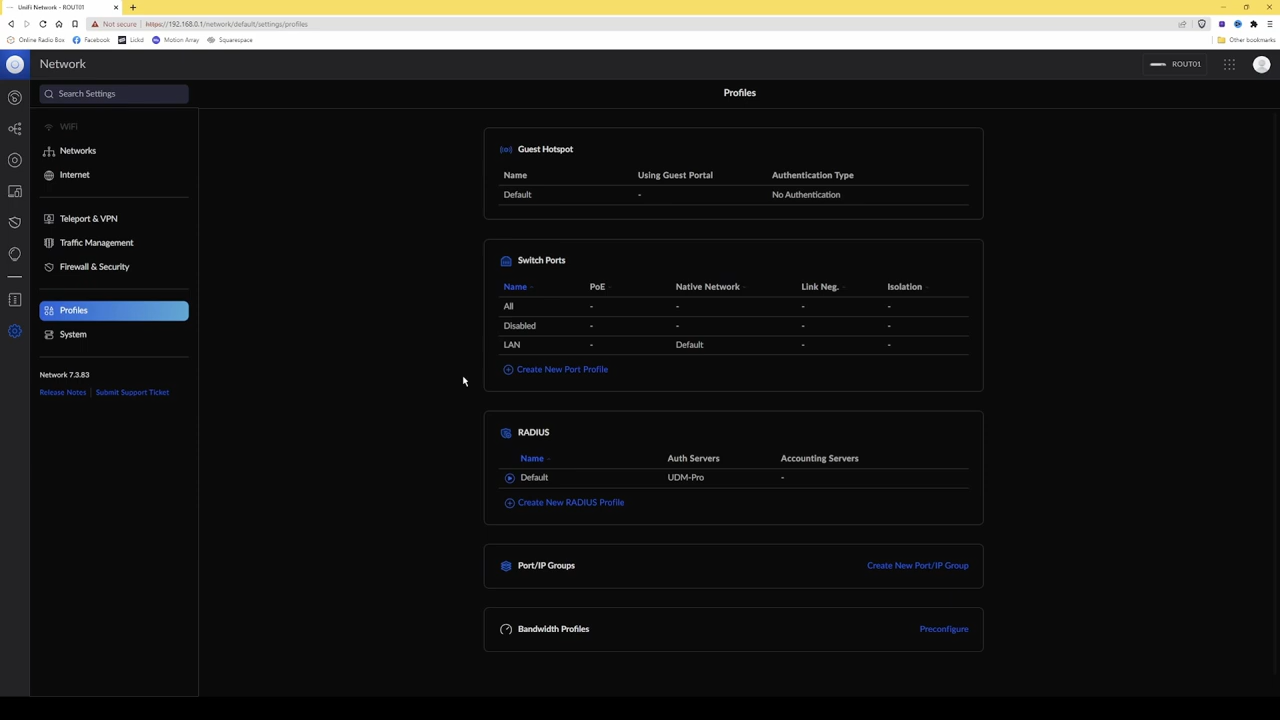 UniFi Network - ROUT01
Not secure
https://192.168.0.1/network/default/settings/profiles
Online Radio Box
Facebook
Lickd
Motion Array
Squarespace
Other bookmarks
Network
ROUT01
Search Settings
Profiles
WiFi
Networks
Internet
Teleport & VPN
Traffic Management
Firewall & Security
Profiles
System
Network 7.3.83
Release Notes
Submit Support Ticket
Guest Hotspot
Name Using Guest Portal Authentication Type
Default - No Authentication
Switch Ports
Name PoE Native Network Link Neg. Isolation
All - - - -
Disabled - - - -
LAN - Default - -
Create New Port Profile
RADIUS
Name Auth Servers Accounting Servers
Default UDM-Pro -
Create New RADIUS Profile
Port/IP Groups Create New Port/IP Group
Bandwidth Profiles Preconfigure